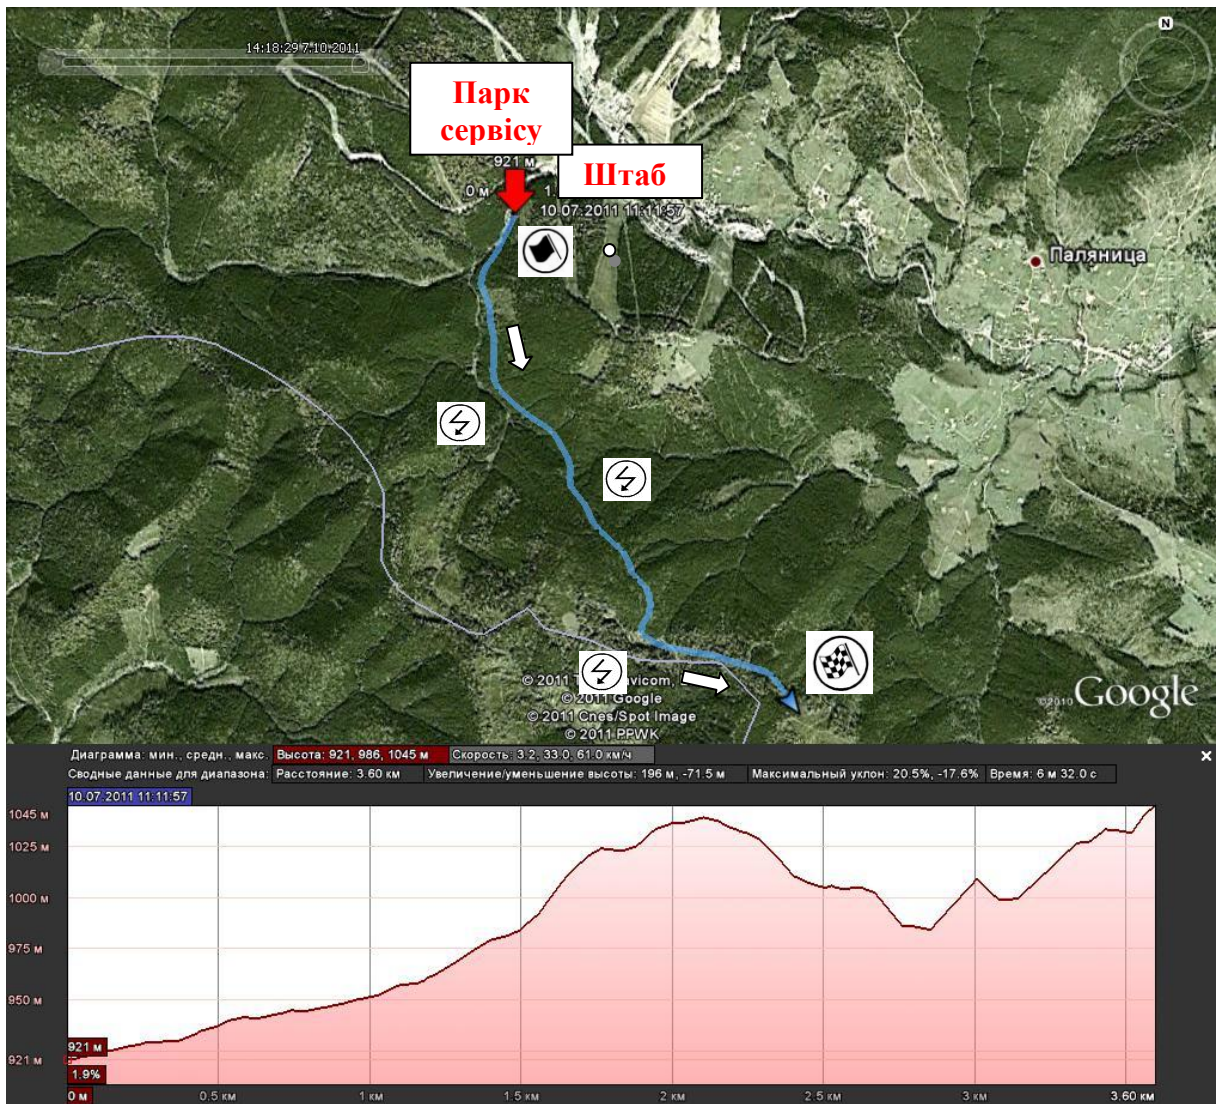 14:18:29 7.10.2011
N
Парк
сервісу
921 м
Штаб
0 м
1.
10.07.2011 11:11:57
Паляница
© 2011 T
avicom,
© 2011 Google
© 2011 Cnes/Spot Image
© 2011 PPWK
©2010 Google
Диаграмма: мин., средн., макс. Высота: 921, 986, 1045 м Скорость: 3.2, 33.0, 61.0 км/ч
Сводные данные для диапазона: Расстояние: 3.60 км Увеличение/уменьшение высоты: 196 м, -71.5 м Максимальный уклон: 20.5%, -17.6% Время: 6 м 32.0 с
10.07.2011 11:11:57
1045 м
1025 м
1000 м
975 м
950 м
921 м
921 м
1.9%
0 м 0.5 км 1 км 1.5 км 2 км 2.5 км 3 км 3.60 км